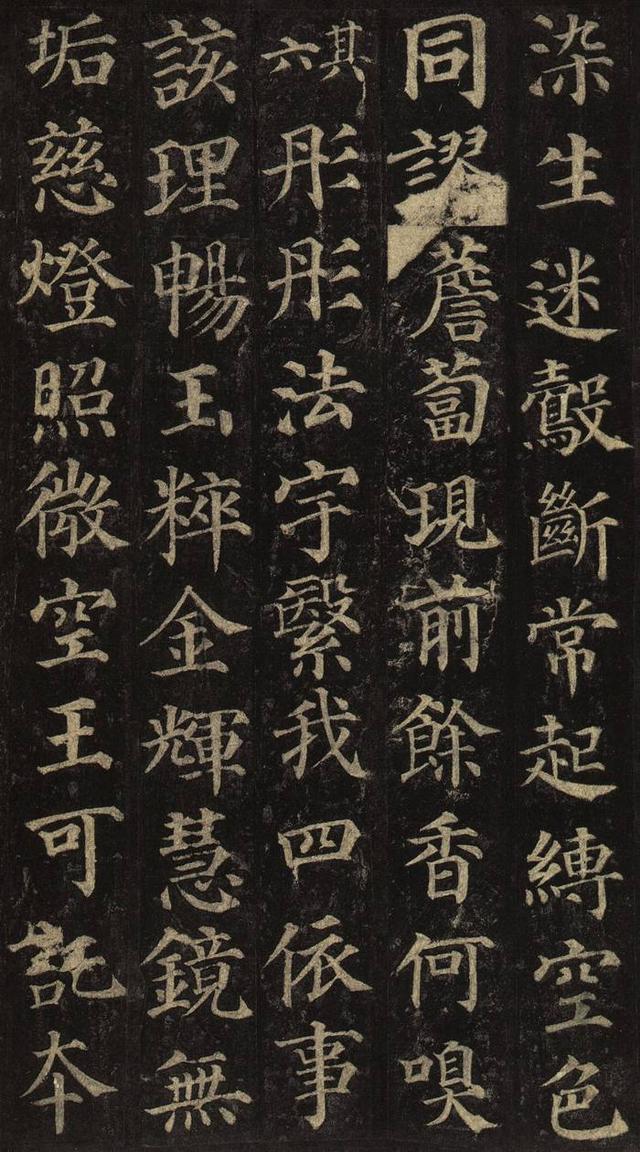 染生迷㲉斷常起縛空色
同謬薝蔔現前餘香何嗅
其六彤彤法宇繄我四依事
該理暢玉粹金輝慧鏡無
垢慈燈照微空王可託本